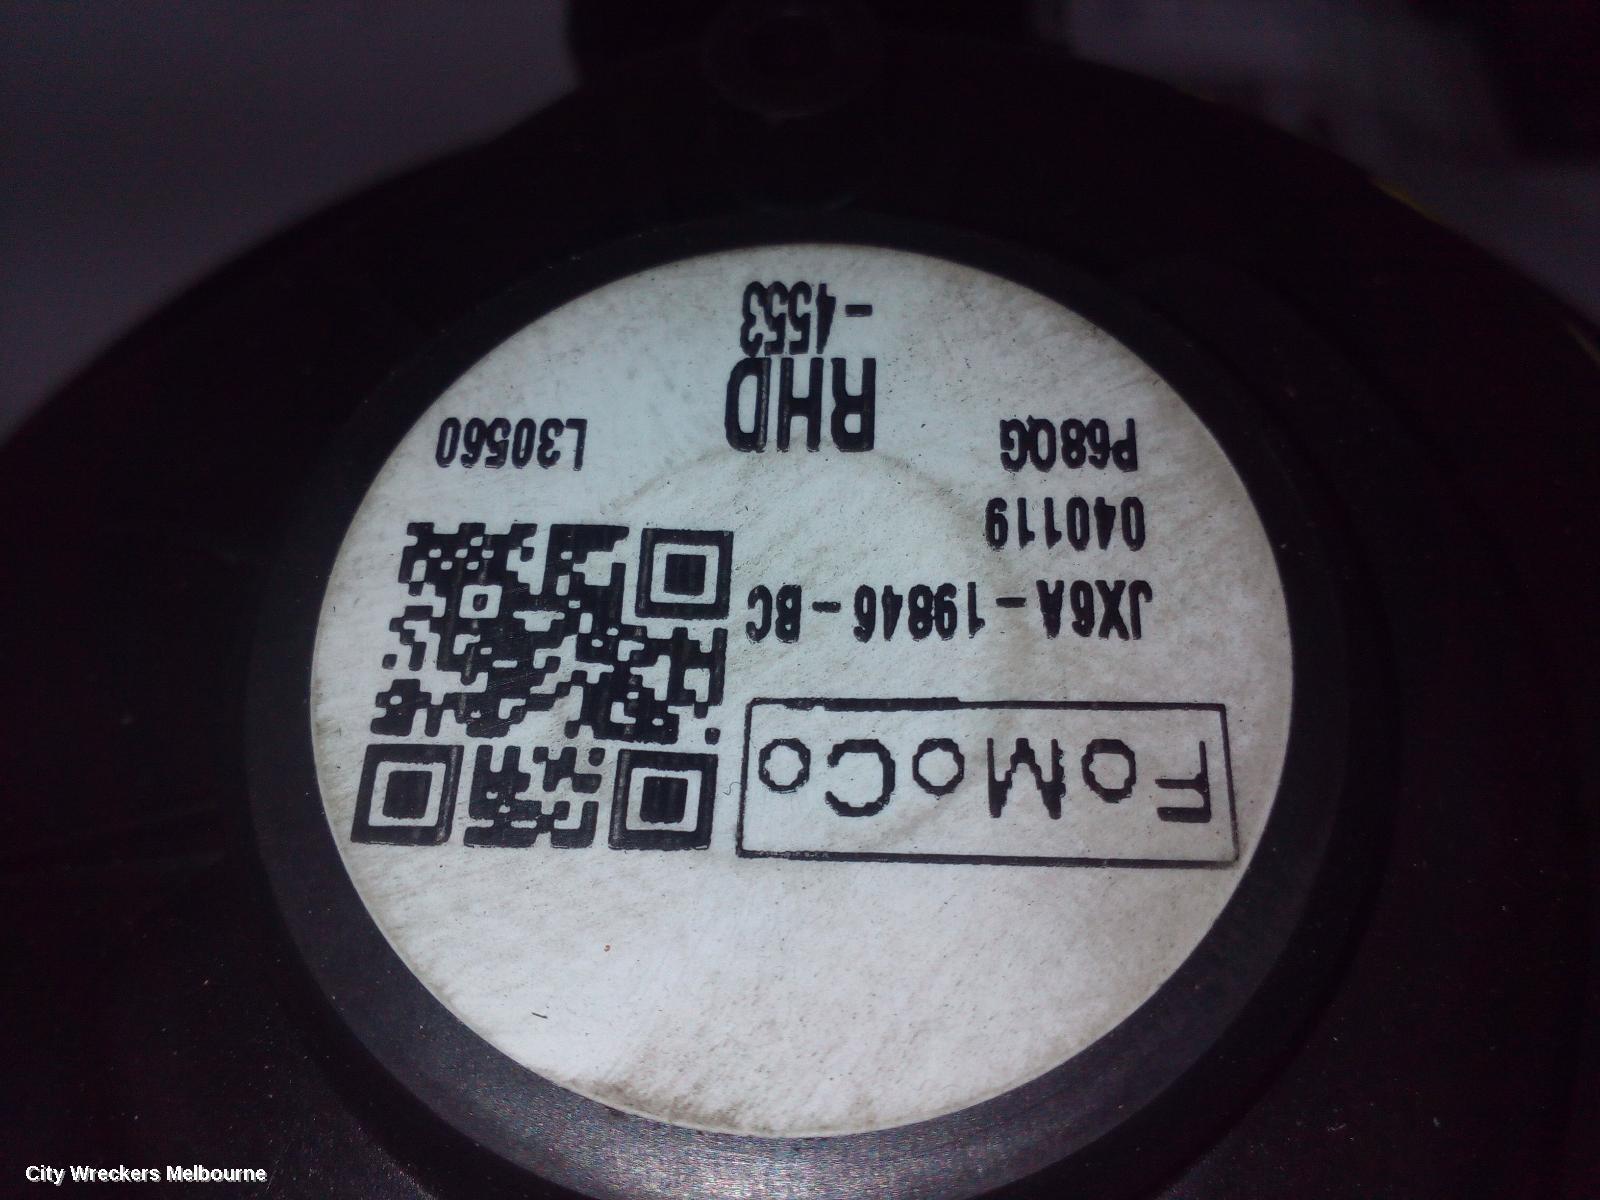 FoMoCo
JX6A-19846-BC
040119
P68QG RHD L30560
-4553
City Wreckers Melbourne